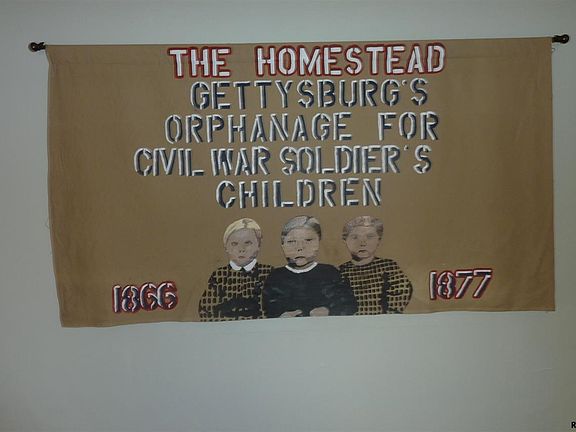 THE HOMESTEAD
GETTYSBURG'S
ORPHANAGE FOR
CIVIL WAR SOLDIER'S
CHILDREN
1866
1877
R